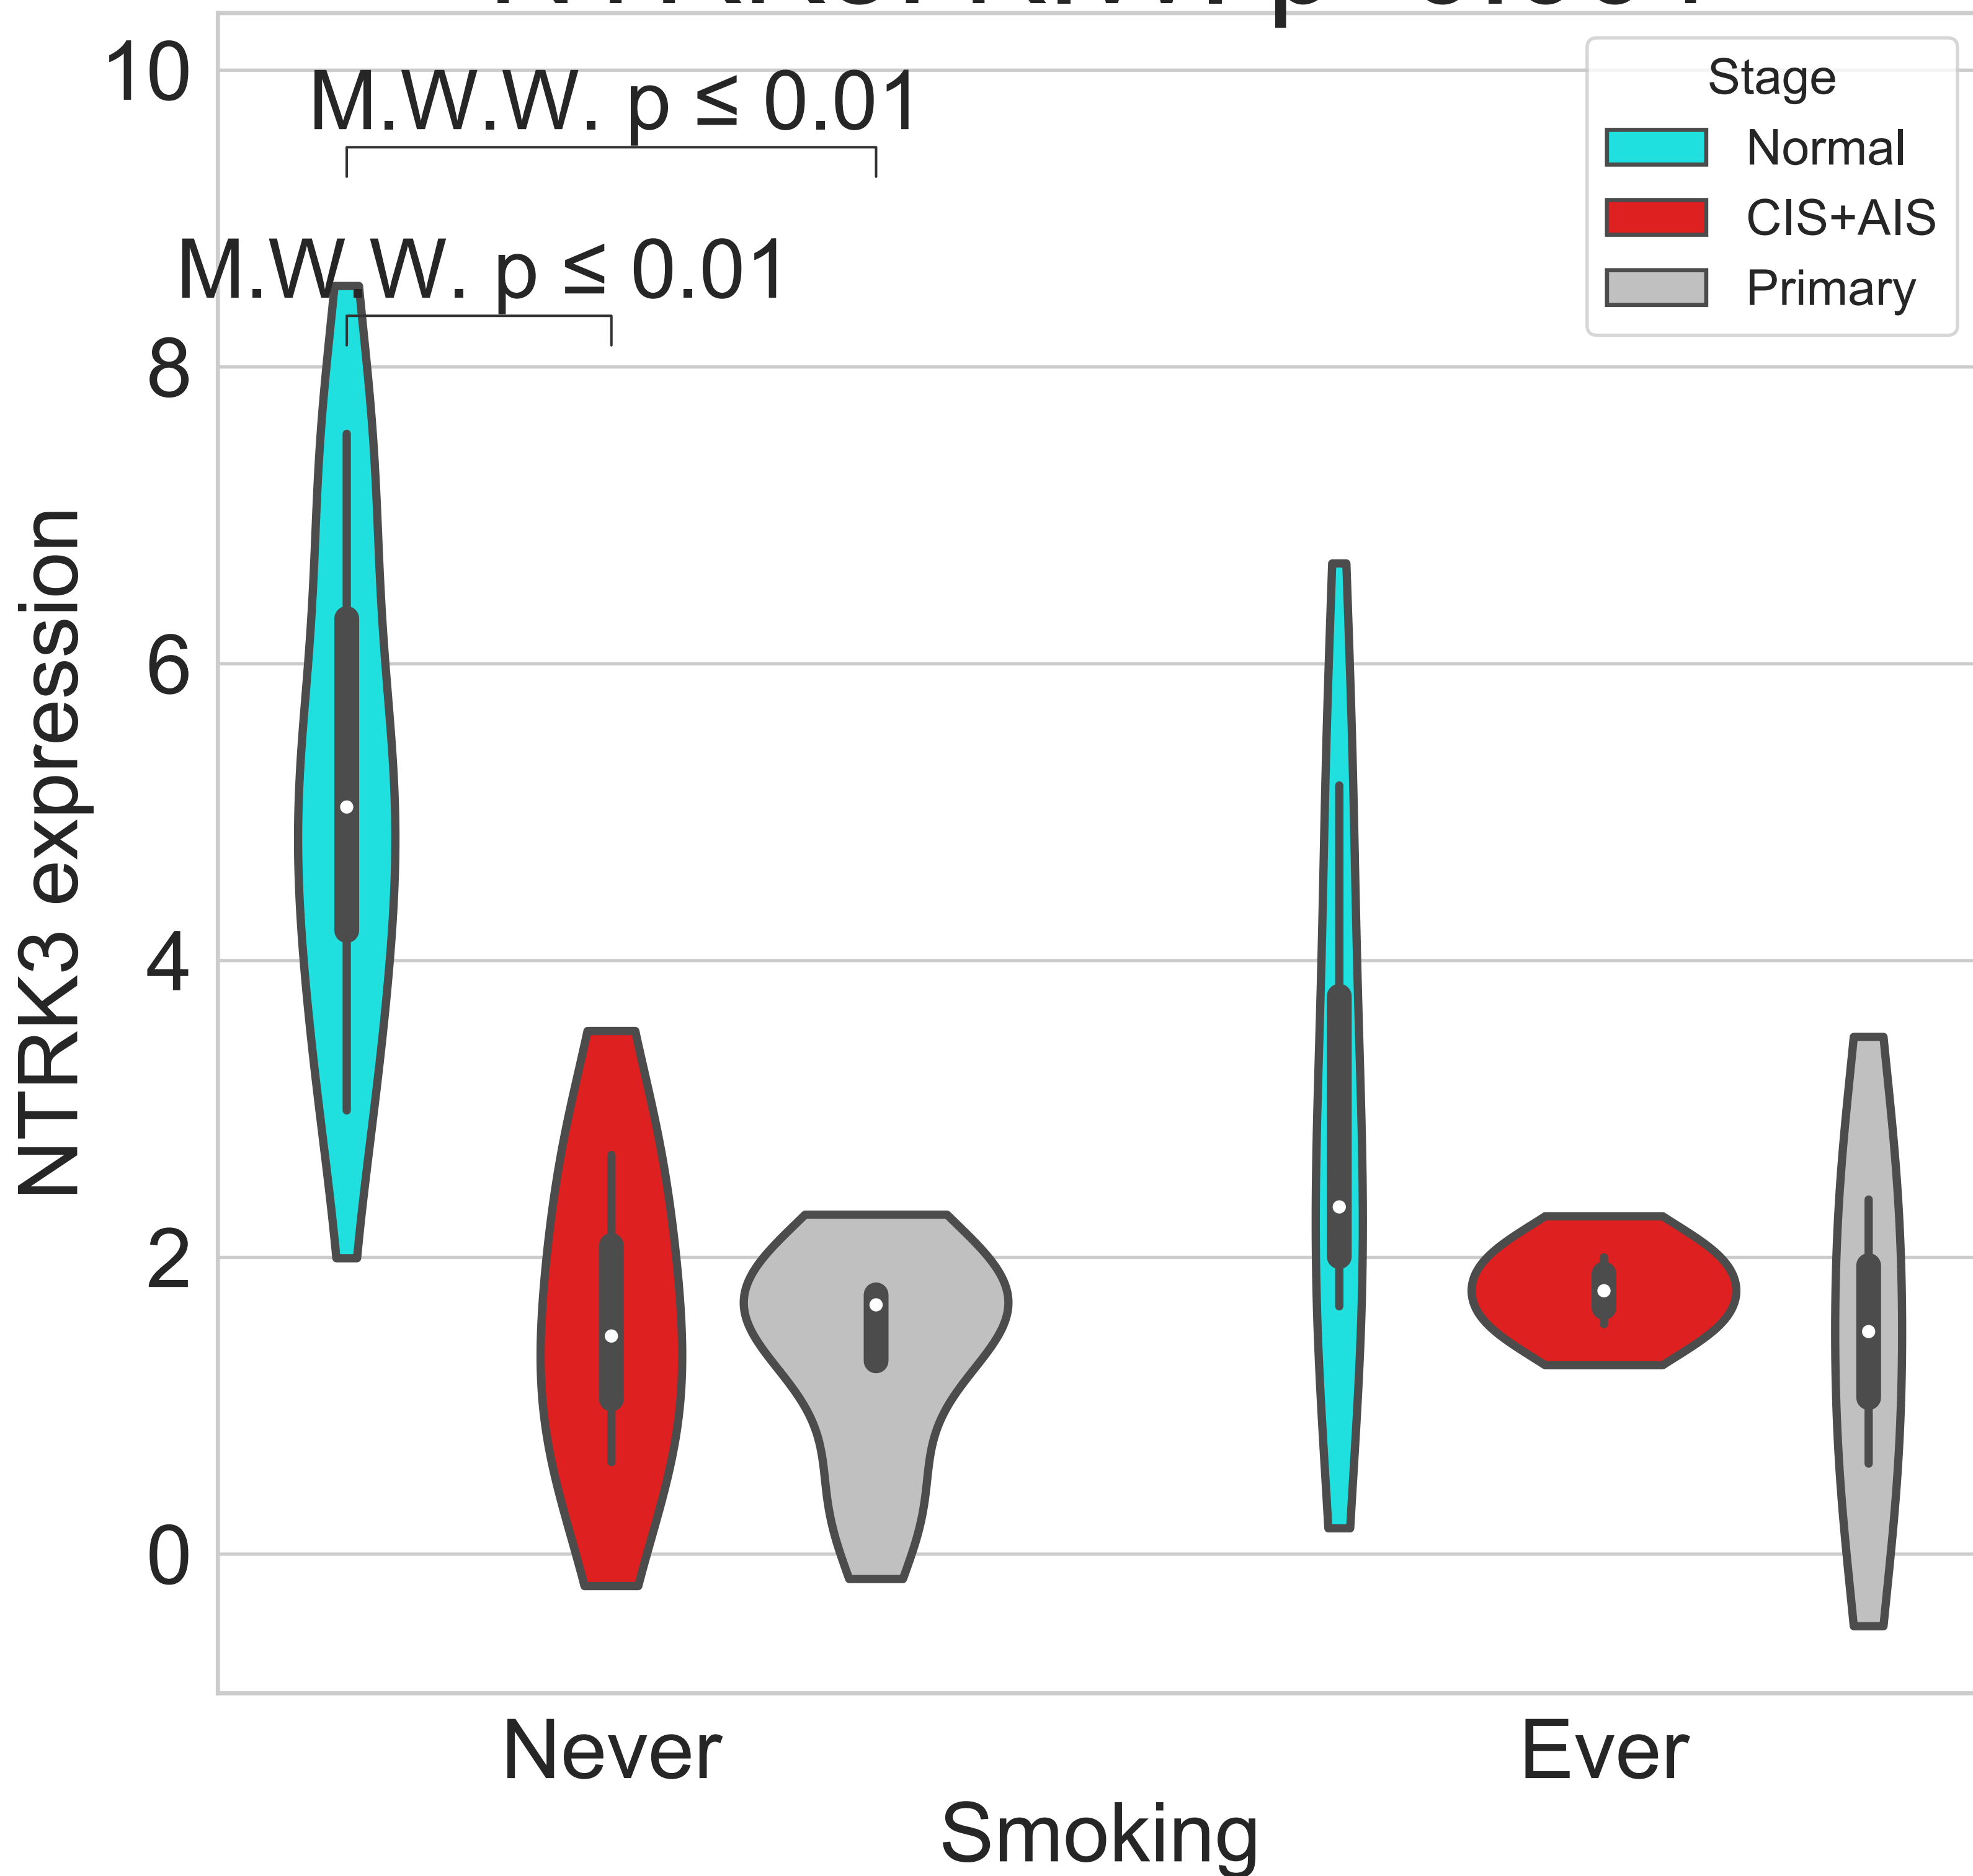 10
M.W.W. p ≤ 0.01
M.W.W. p ≤ 0.01
8
6
4
2
0
NTRK3 expression
Stage
Normal
CIS+AIS
Primary
Never
Ever
Smoking